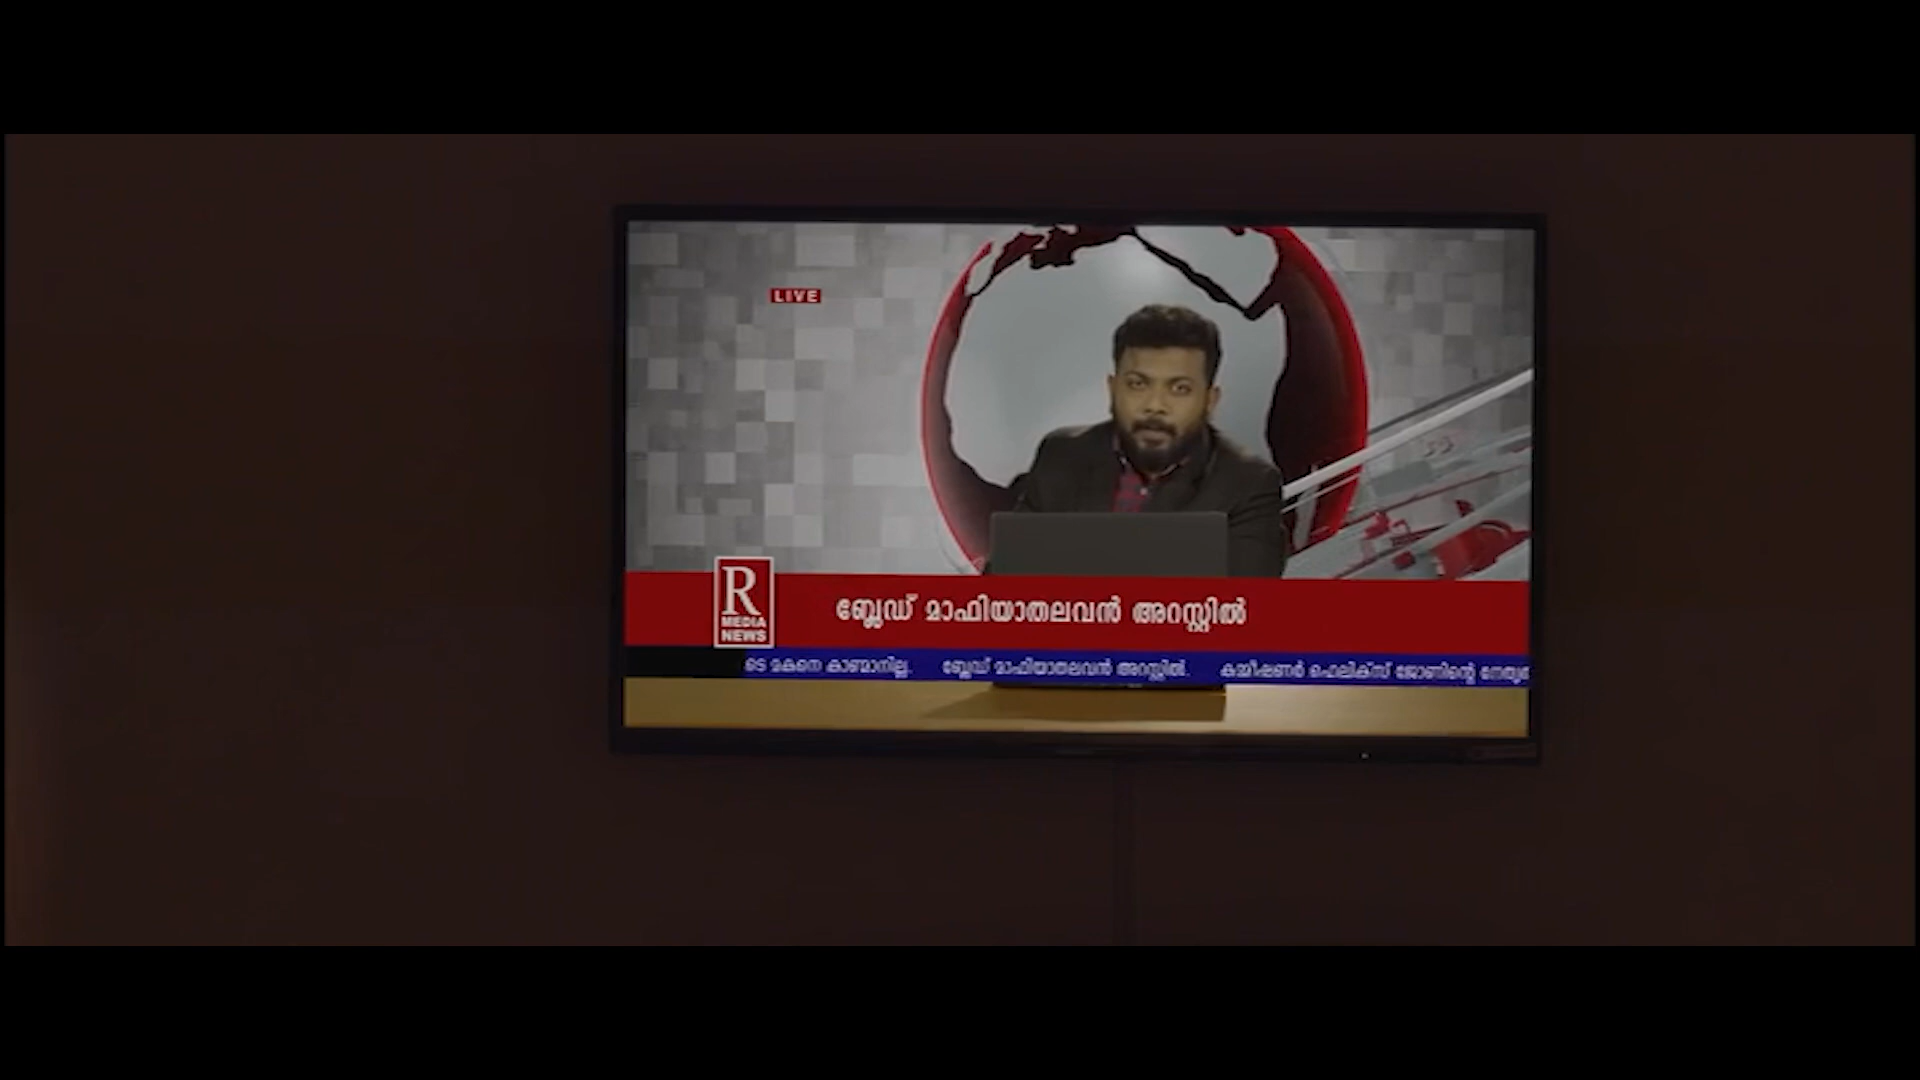 LIVE
R
MEDIA
NEWS
ബ്ലേഡ് മാഫിയാതലവൻ അറസ്റ്റിൽ
ടെ മകനെ കാണ്മാനില്ല. ബ്ലേഡ് മാഫിയാതലവൻ അറസ്റ്റിൽ. കമ്മീഷണർ ഫെലിക്സ് ജോണിന്റെ